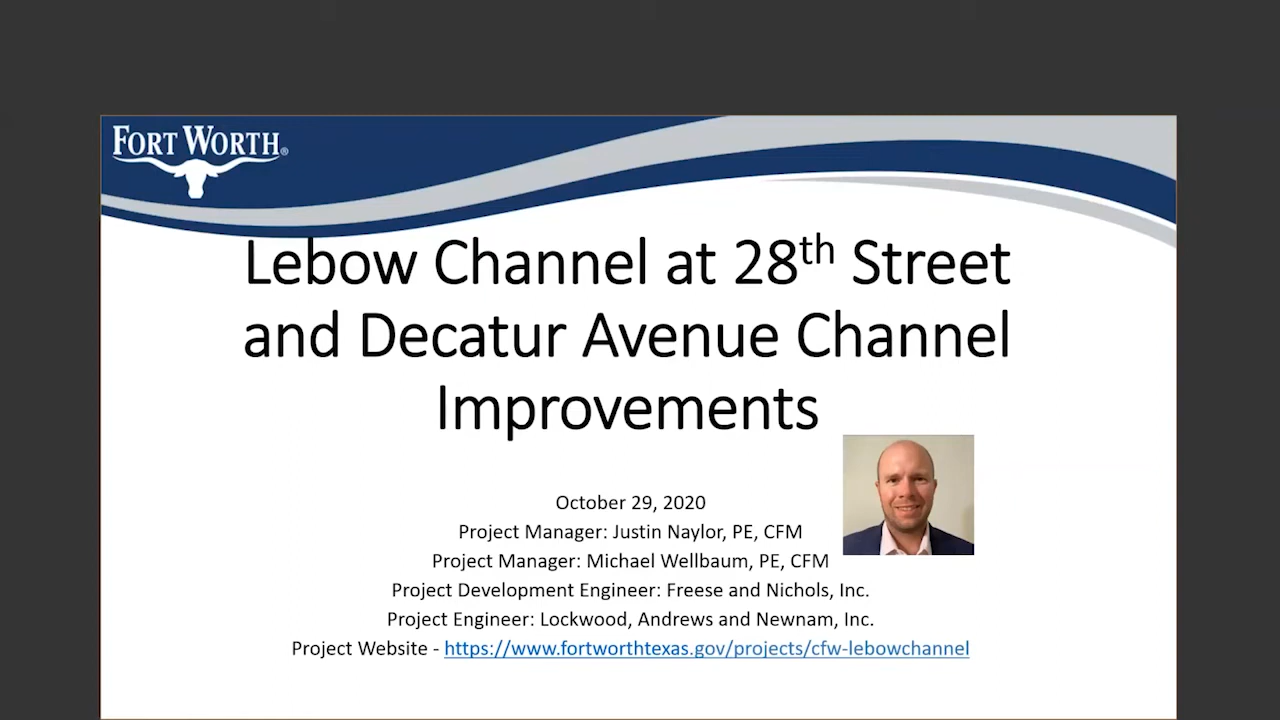 FORT WORTH®
Lebow Channel at 28th Street
and Decatur Avenue Channel
Improvements
October 29, 2020
Project Manager: Justin Naylor, PE, CFM
Project Manager: Michael Wellbaum, PE, CFM
Project Development Engineer: Freese and Nichols, Inc.
Project Engineer: Lockwood, Andrews and Newnam, Inc.
Project Website - https://www.fortworthtexas.gov/projects/cfw-lebowchannel